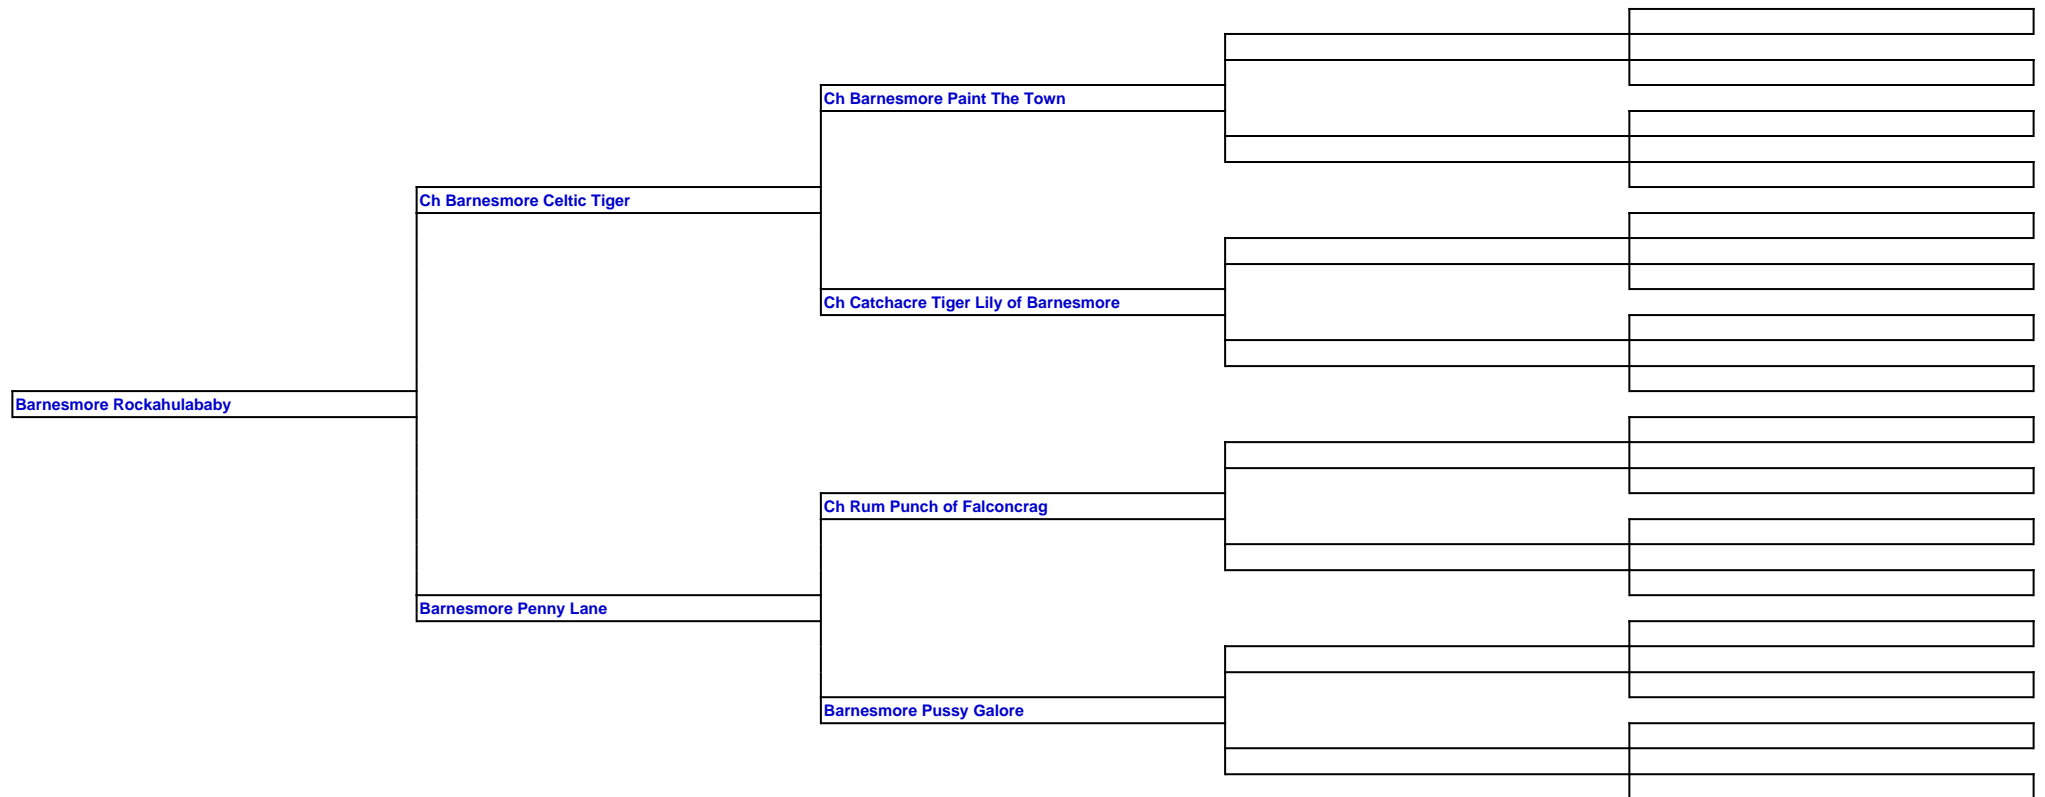 Ch Barnesmore Paint The Town
Ch Barnesmore Celtic Tiger
Ch Catchacre Tiger Lily of Barnesmore
Barnesmore Rockahulababy
Ch Rum Punch of Falconcrag
Barnesmore Penny Lane
Barnesmore Pussy Galore